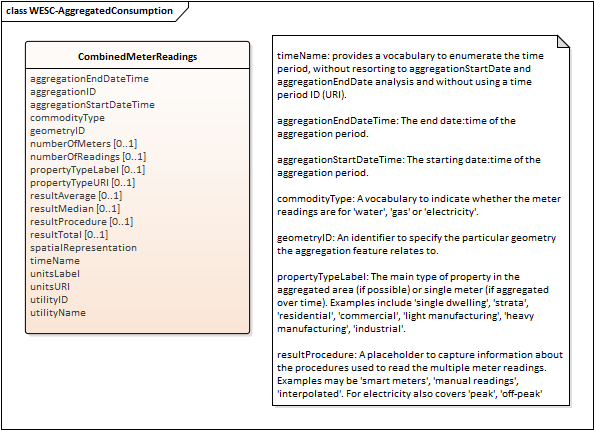 class WESC-AggregatedConsumption
CombinedMeterReadings
aggregationEndDateTime
aggregationID
aggregationStartDateTime
commodityType
geometryID
numberOfMeters [0..1]
numberOfReadings [0..1]
propertyTypeLabel [0..1]
propertyTypeURI [0..1]
resultAverage [0..1]
resultMedian [0..1]
resultProcedure [0..1]
resultTotal [0..1]
spatialRepresentation
timeName
unitsLabel
unitsURI
utilityID
utilityName
timeName: provides a vocabulary to enumerate the time
period, without resorting to aggregationStartDate and
aggregationEndDate analysis and without using a time
period ID (URI).
aggregationEndDateTime: The end date:time of the
aggregation period.
aggregationStartDateTime: The starting date:time of the
aggregation period.
commodityType: A vocabulary to indicate whether the meter
readings are for 'water', 'gas' or 'electricity'.
geometryID: An identifier to specify the particular geometry
the aggregation feature relates to.
propertyTypeLabel: The main type of property in the
aggregated area (if possible) or single meter (if aggregated
over time). Examples include 'single dwelling', 'strata',
'residential', 'commercial', 'light manufacturing', 'heavy
manufacturing', 'industrial'.
resultProcedure: A placeholder to capture information about
the procedures used to read the multiple meter readings.
Examples may be 'smart meters', 'manual readings',
'interpolated'. For electricity also covers 'peak', 'off-peak'